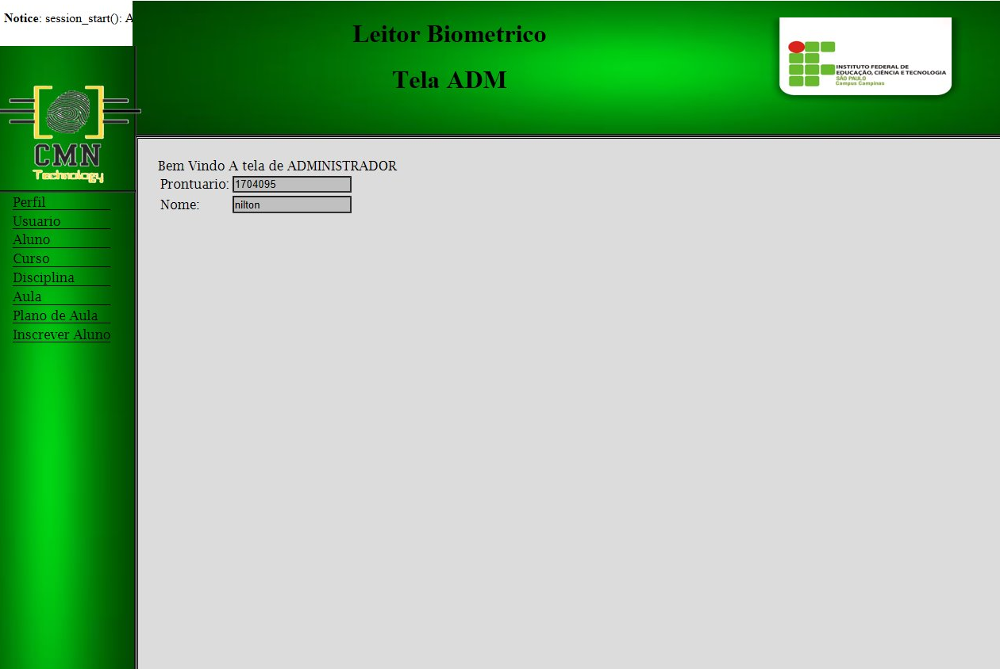 Notice: session_start(): A
Leitor Biometrico
Tela ADM
INSTITUTO FEDERAL DE
EDUCAÇÃO, CIÊNCIA E TECNOLOGIA
SÃO PAULO
Campus Campinas
CMN
Technology
Perfil
Usuario
Aluno
Curso
Disciplina
Aula
Plano de Aula
Inscrever Aluno
Bem Vindo A tela de ADMINISTRADOR
Prontuario: 1704095
Nome: nilton